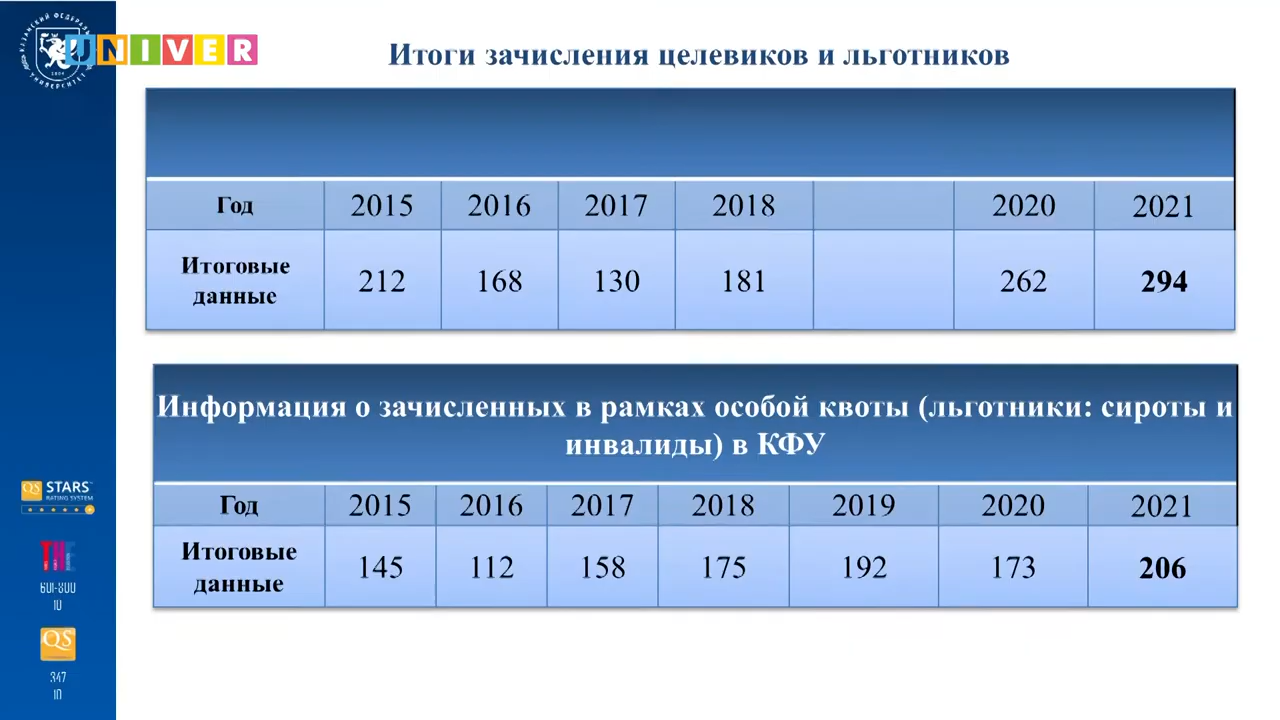 UNIVER
Итоги зачисления целевиков и льготников
Год 2015 2016 2017 2018 2020 2021
Итоговые
данные 212 168 130 181 262 294
Информация о зачисленных в рамках особой квоты (льготники: сироты и
инвалиды) в КФУ
Год 2015 2016 2017 2018 2019 2020 2021
Итоговые
данные 145 112 158 175 192 173 206
QS STARS
RATING SYSTEM
THE
QS
347